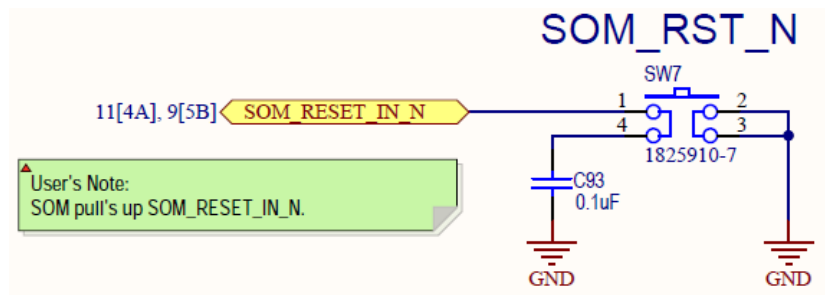 SOM_RST_N
SW7
11[4A], 9[5B] SOM_RESET_IN_N 1 2
4 3
1825910-7
User's Note:
SOM pull's up SOM_RESET_IN_N.
C93
0.1uF
GND GND